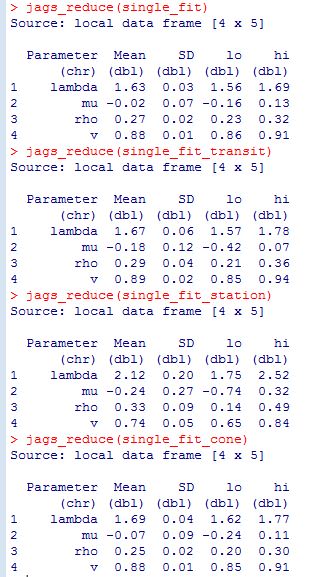 > jags_reduce(single_fit)
Source: local data frame [4 x 5]
Parameter Mean SD lo hi
(chr) (dbl) (dbl) (dbl) (dbl)
1 lambda 1.63 0.03 1.56 1.69
2 mu -0.02 0.07 -0.16 0.13
3 rho 0.27 0.02 0.23 0.32
4 v 0.88 0.01 0.86 0.91
> jags_reduce(single_fit_transit)
Source: local data frame [4 x 5]
Parameter Mean SD lo hi
(chr) (dbl) (dbl) (dbl) (dbl)
1 lambda 1.67 0.06 1.57 1.78
2 mu -0.18 0.12 -0.42 0.07
3 rho 0.29 0.04 0.21 0.36
4 v 0.89 0.02 0.85 0.94
> jags_reduce(single_fit_station)
Source: local data frame [4 x 5]
Parameter Mean SD lo hi
(chr) (dbl) (dbl) (dbl) (dbl)
1 lambda 2.12 0.20 1.75 2.52
2 mu -0.24 0.27 -0.74 0.32
3 rho 0.33 0.09 0.14 0.49
4 v 0.74 0.05 0.65 0.84
> jags_reduce(single_fit_cone)
Source: local data frame [4 x 5]
Parameter Mean SD lo hi
(chr) (dbl) (dbl) (dbl) (dbl)
1 lambda 1.69 0.04 1.62 1.77
2 mu -0.07 0.09 -0.24 0.11
3 rho 0.25 0.02 0.20 0.30
4 v 0.88 0.01 0.85 0.91